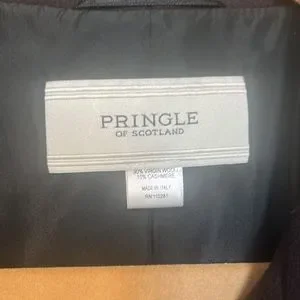 PRINGLE
OF SCOTLAND
90% VIRGIN WOOL
10% CASHMERE
MADE IN ITALY